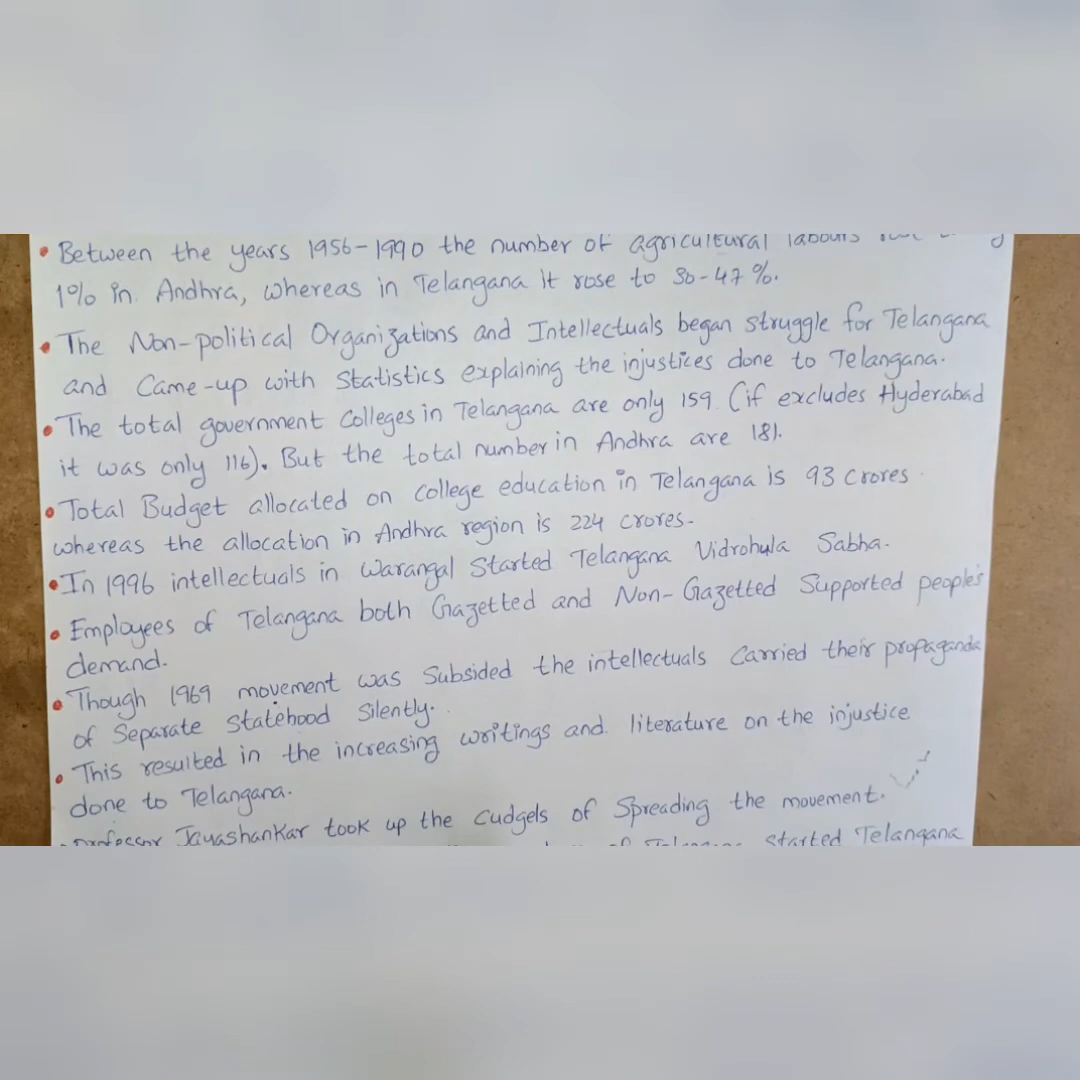 • Between the years 1956-1990 the number of agricultural labours
1% in Andhra, whereas in Telangana it rose to 30-47%.
• The Non-political Organizations and Intellectuals began struggle for Telangana
and Came-up with Statistics explaining the injustices done to Telangana.
• The total government Colleges in Telangana are only 159. (if excludes Hyderabad
it was only 116). But the total number in Andhra are 181.
• Total Budget allocated on college education in Telangana is 93 crores
whereas the allocation in Andhra region is 224 crores.
• In 1996 intellectuals in Warangal Started Telangana Vidrohula Sabha.
• Employees of Telangana both Gazetted and Non-Gazetted Supported people's
demand.
• Though 1969 movement was Subsided the intellectuals Carried their propaganda
of Separate Statehood Silently.
• This resulted in the increasing writings and literature on the injustice
done to Telangana.
• Professor Jayashankar took up the Cudgels of Spreading the movement.
of Telangana started Telangana